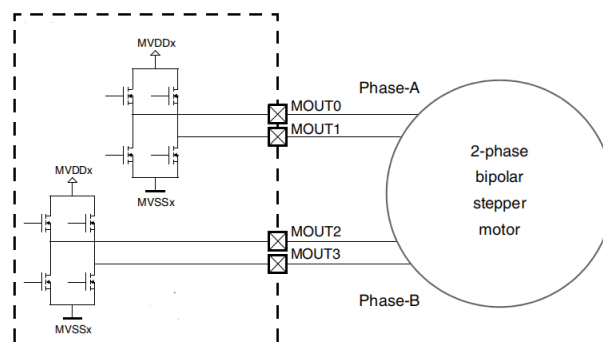 MVDDx
Phase-A
MOUT0
MOUT1
MVSSx
2-phase
bipolar
stepper
motor
MVDDx
MOUT2
MOUT3
Phase-B
MVSSx